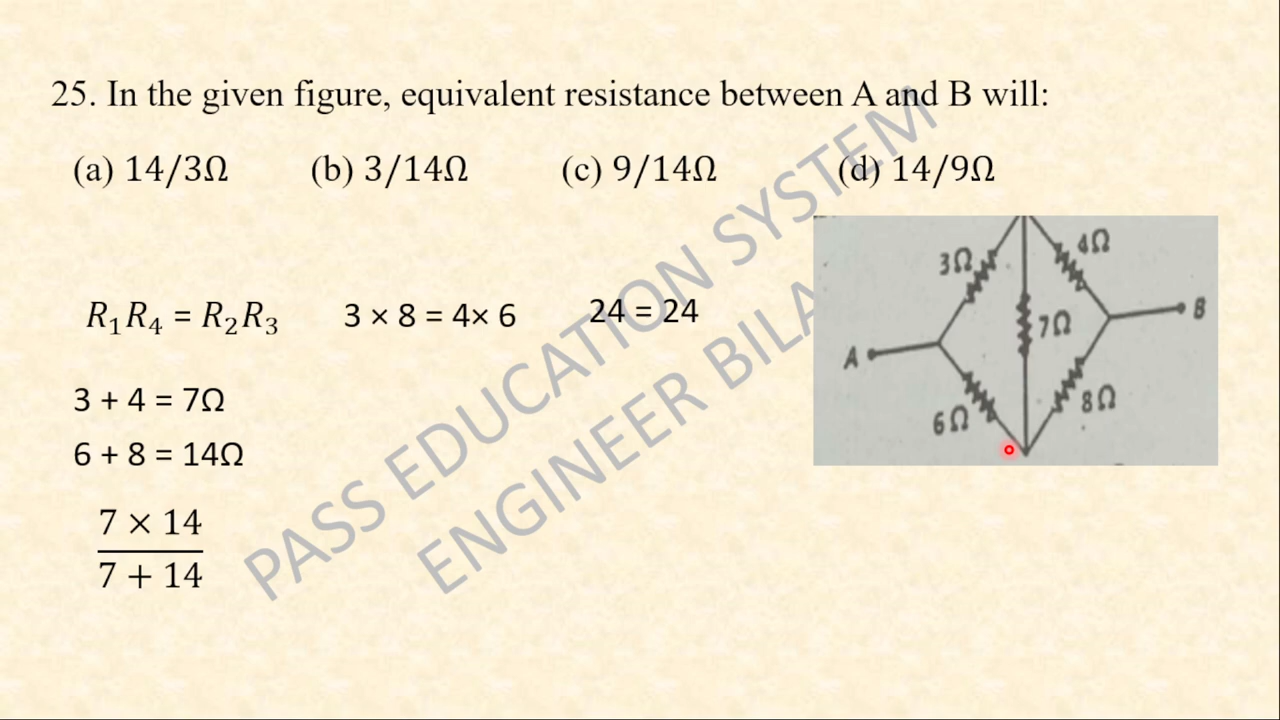 25. In the given figure, equivalent resistance between A and B will:
(a) 14/3Ω (b) 3/14Ω (c) 9/14Ω (d) 14/9Ω
R₁R₄ = R₂R₃ 3 × 8 = 4× 6 24 = 24
3 + 4 = 7Ω
6 + 8 = 14Ω
7 × 14
7 + 14
3Ω 4Ω
7Ω
A B
6Ω 8Ω
PASS EDUCATION SYSTEM
ENGINEER BILA